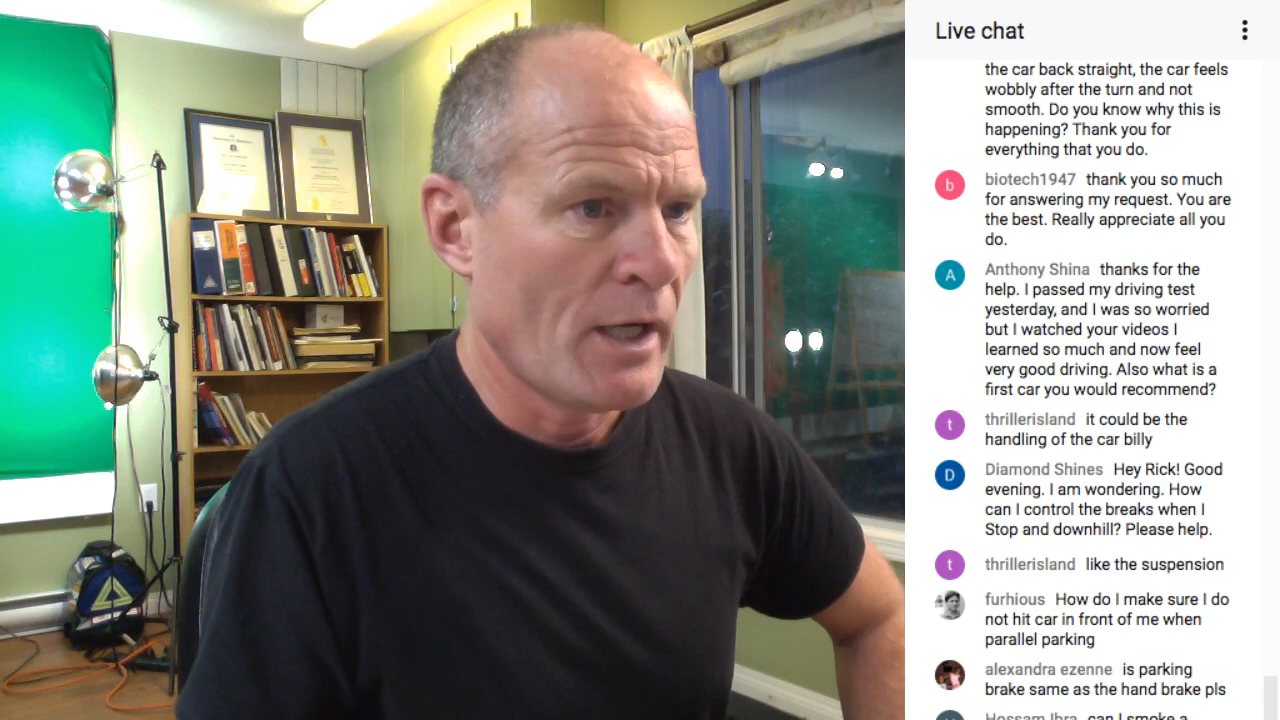 Live chat
the car back straight, the car feels
wobbly after the turn and not
smooth. Do you know why this is
happening? Thank you for
everything that you do.
b
biotech1947 thank you so much
for answering my request. You are
the best. Really appreciate all you
do.
A
Anthony Shina thanks for the
help. I passed my driving test
yesterday, and I was so worried
but I watched your videos I
learned so much and now feel
very good driving. Also what is a
first car you would recommend?
t
thrillerisland it could be the
handling of the car billy
D
Diamond Shines Hey Rick! Good
evening. I am wondering. How
can I control the breaks when I
Stop and downhill? Please help.
t
thrillerisland like the suspension
furhious How do I make sure I do
not hit car in front of me when
parallel parking
alexandra ezenne is parking
brake same as the hand brake pls
Hossam Ibra can I smoke a